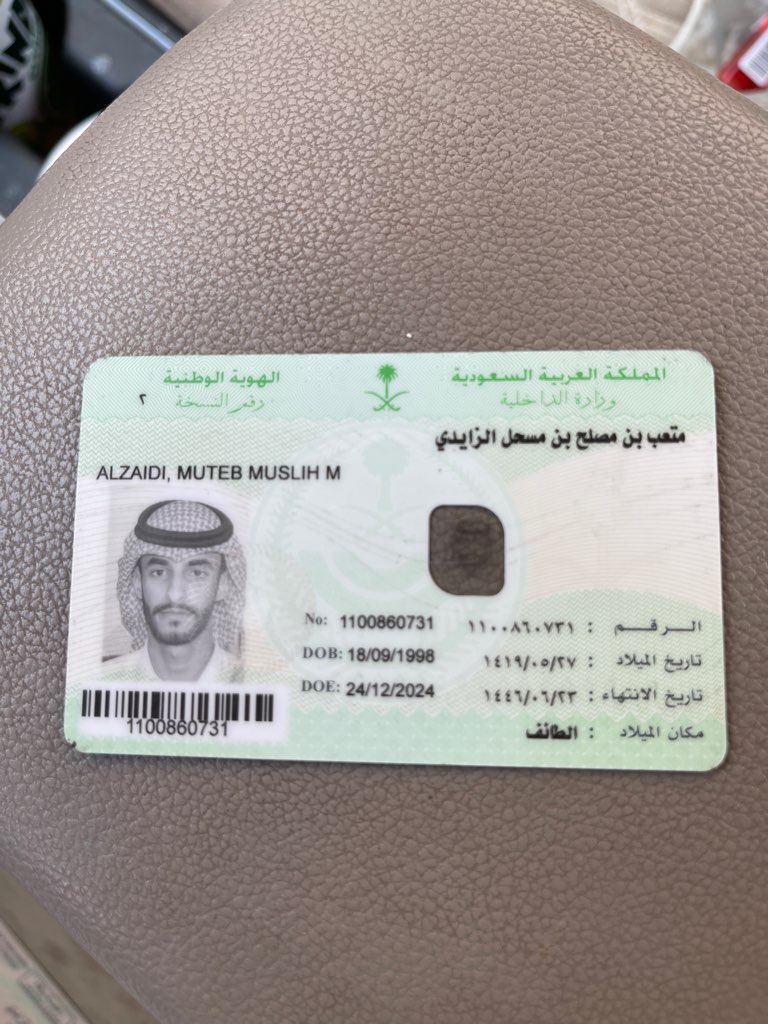 المملكة العربية السعودية
وزارة الداخلية
الهوية الوطنية
رقم النسخة ٢
متعب بن مصلح بن مسحل الزايدي
ALZAIDI, MUTEB MUSLIH M
الرقم : ١١٠٠٨٦٠٧٣١
No: 1100860731
تاريخ الميلاد : ١٤١٩/٠٥/٢٧
DOB: 18/09/1998
تاريخ الانتهاء : ١٤٤٦/٠٦/٢٣
DOE: 24/12/2024
مكان الميلاد : الطائف
1100860731